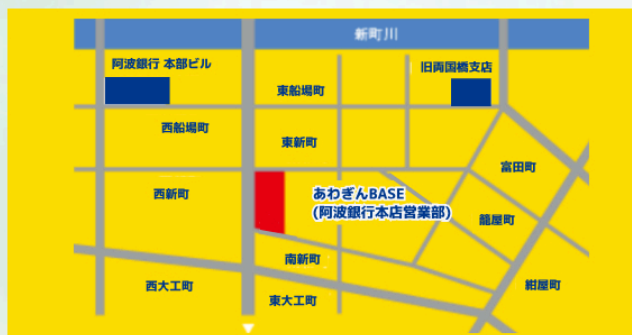 新町川
阿波銀行 本部ビル
旧両国橋支店
東船場町
西船場町
東新町
富田町
西新町
あわぎんBASE
(阿波銀行本店営業部)
籠屋町
南新町
西大工町
紺屋町
東大工町